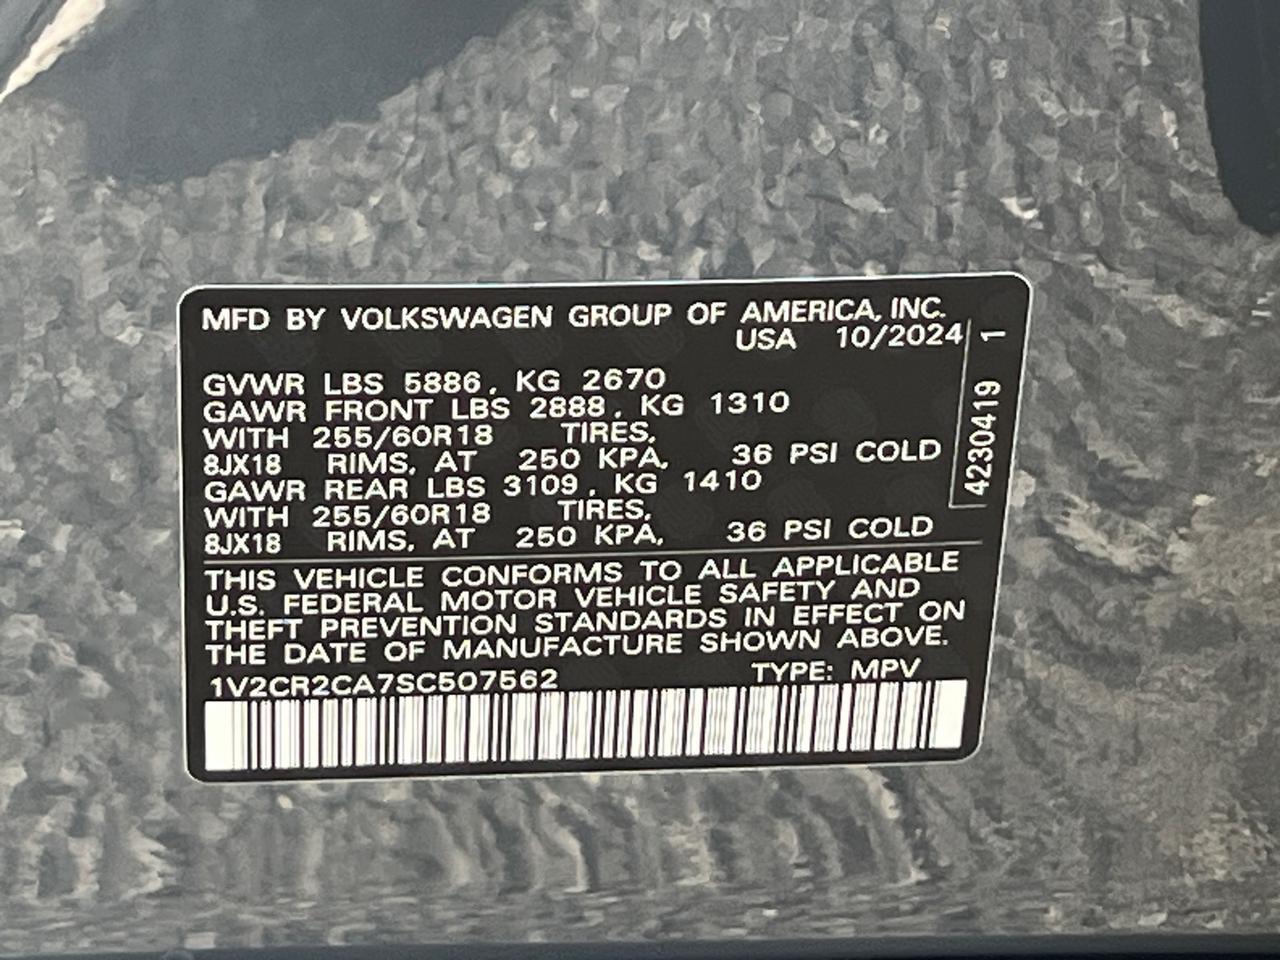 MFD BY VOLKSWAGEN GROUP OF AMERICA, INC.
USA 10/2024
GVWR LBS 5886, KG 2670
GAWR FRONT LBS 2888, KG 1310
WITH 255/60R18 TIRES,
8JX18 RIMS, AT 250 KPA, 36 PSI COLD
GAWR REAR LBS 3109, KG 1410
WITH 255/60R18 TIRES,
8JX18 RIMS, AT 250 KPA, 36 PSI COLD
THIS VEHICLE CONFORMS TO ALL APPLICABLE
U.S. FEDERAL MOTOR VEHICLE SAFETY AND
THEFT PREVENTION STANDARDS IN EFFECT ON
THE DATE OF MANUFACTURE SHOWN ABOVE.
1V2CR2CA7SC507562 TYPE: MPV
4230419 1